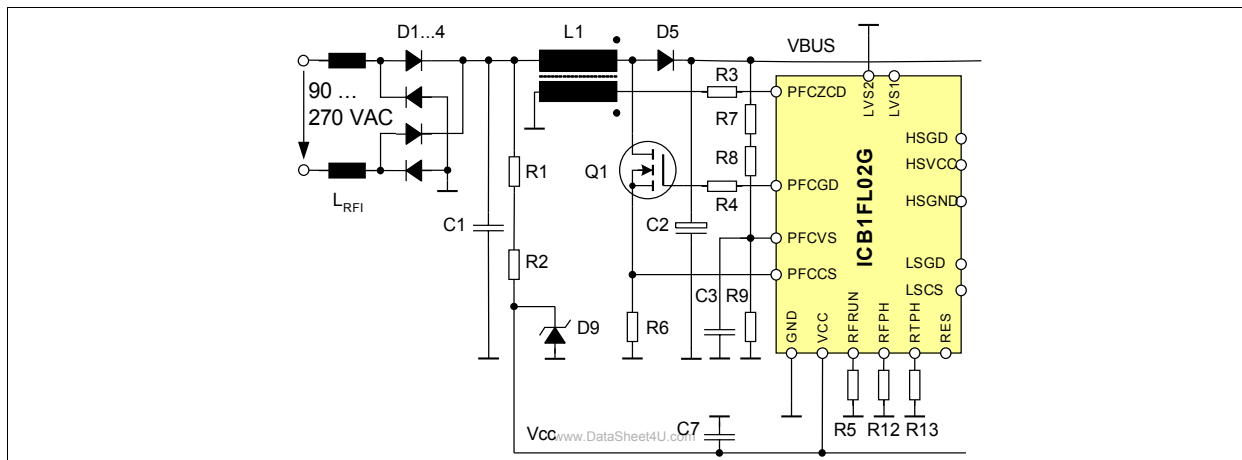 D1...4
L1
D5
VBUS
90 ...
270 VAC
L_RFI
R3
R7
R8
R4
R1
R2
C1
Q1
C2
C3
R9
R6
D9
PFCZCD
PFCGD
PFCVS
PFCCS
LVS2
LVS1
HSGD
HSVCC
HSGND
LSGD
LSCS
ICB1FL02G
GND
VCC
RFRUN
RFPH
RTPH
RES
R5
R12
R13
Vcc
www.DataSheet4U.com
C7